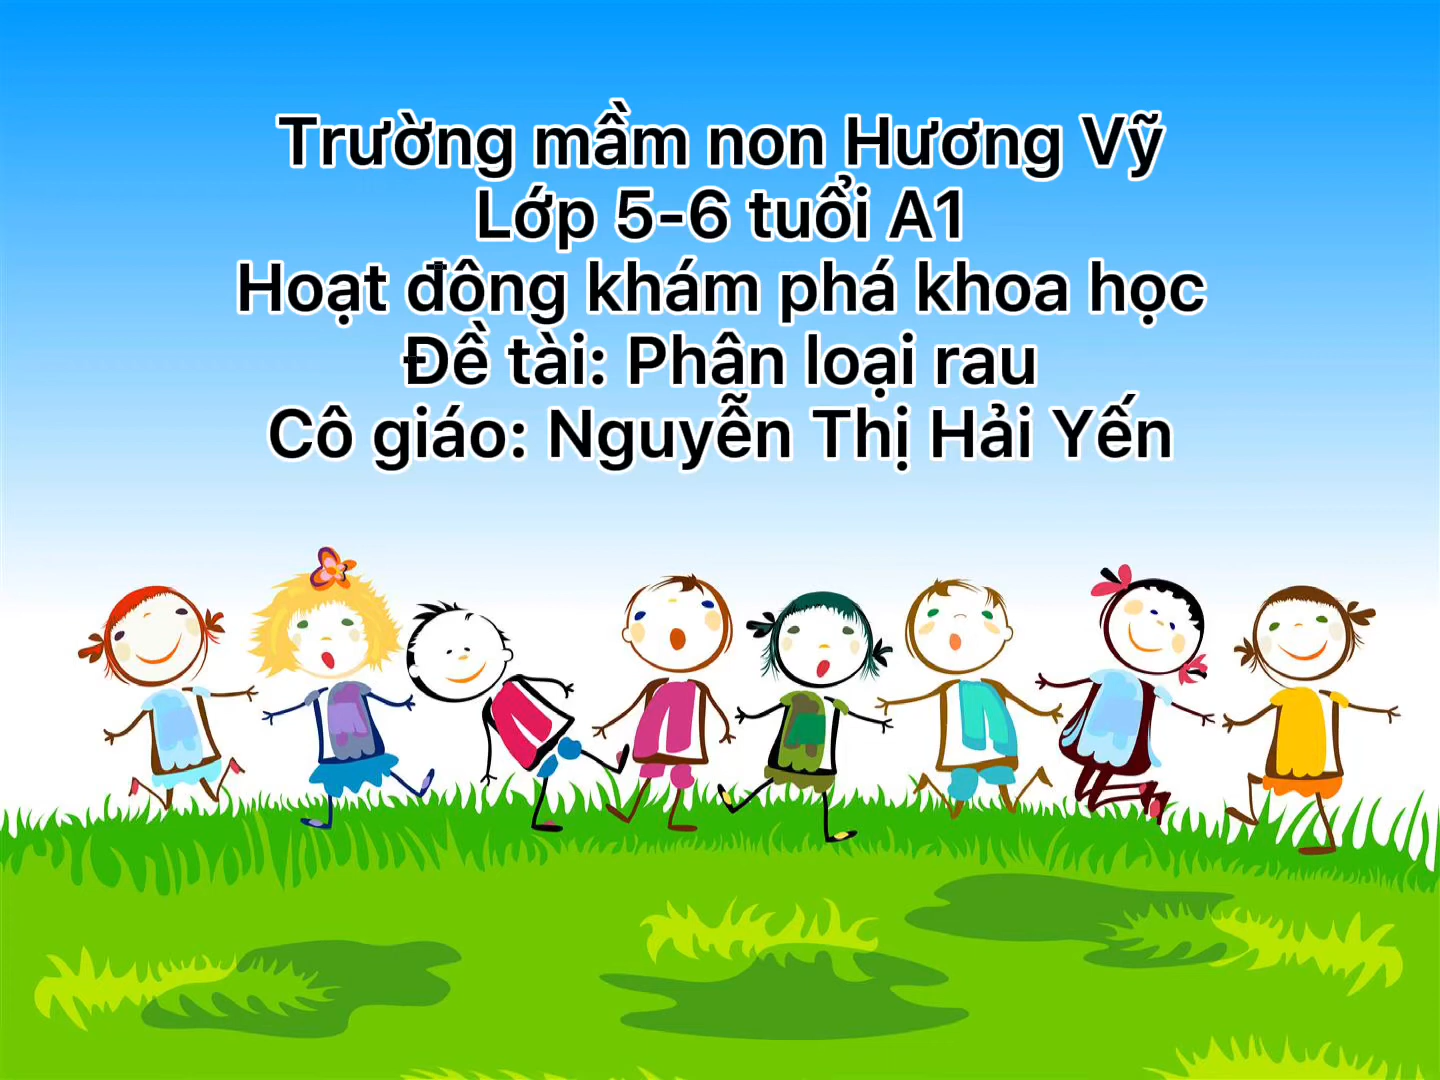 Trường mầm non Hương Vỹ
Lớp 5-6 tuổi A1
Hoạt đông khám phá khoa học
Đề tài: Phân loại rau
Cô giáo: Nguyễn Thị Hải Yến